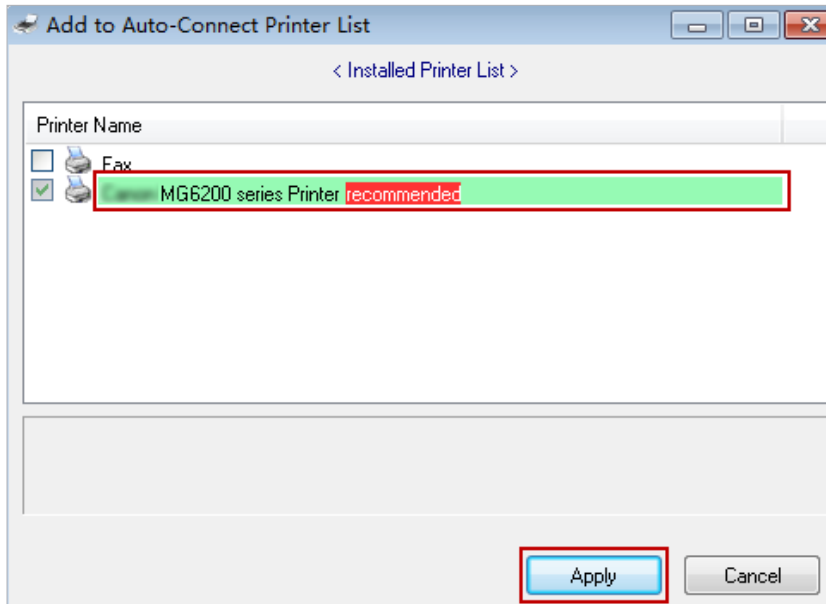 Add to Auto-Connect Printer List
< Installed Printer List >
Printer Name
Fax
MG6200 series Printer recommended
Apply
Cancel